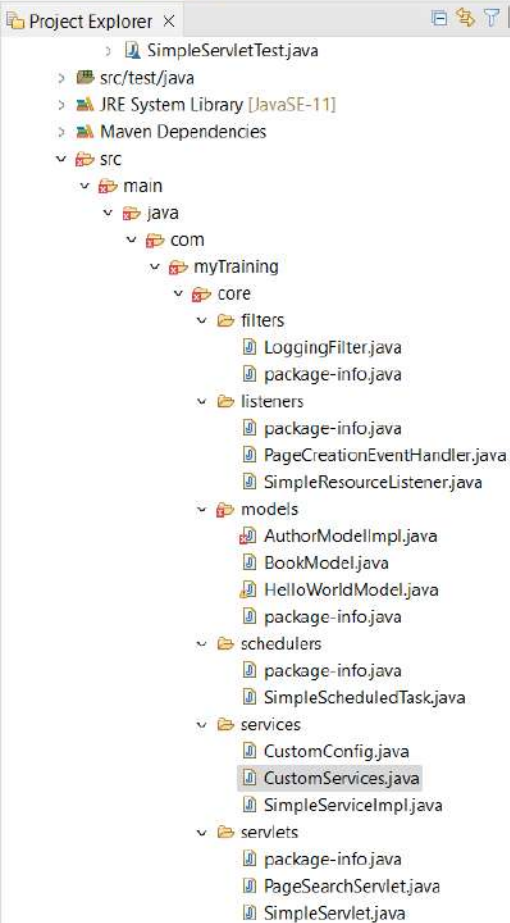 Project Explorer
SimpleServletTest.java
src/test/java
JRE System Library [JavaSE-11]
Maven Dependencies
src
main
java
com
myTraining
core
filters
LoggingFilter.java
package-info.java
listeners
package-info.java
PageCreationEventHandler.java
SimpleResourceListener.java
models
AuthorModelImpl.java
BookModel.java
HelloWorldModel.java
package-info.java
schedulers
package-info.java
SimpleScheduledTask.java
services
CustomConfig.java
CustomServices.java
SimpleServiceImpl.java
servlets
package-info.java
PageSearchServlet.java
SimpleServlet.java